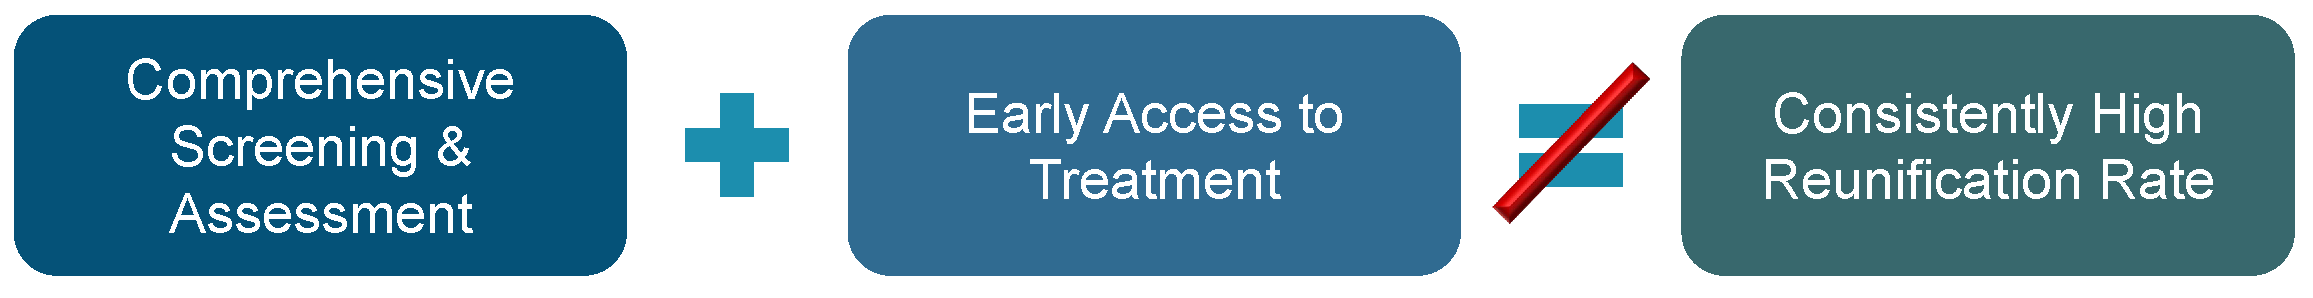 Comprehensive
Screening &
Assessment
Early Access to
Treatment
Consistently High
Reunification Rate